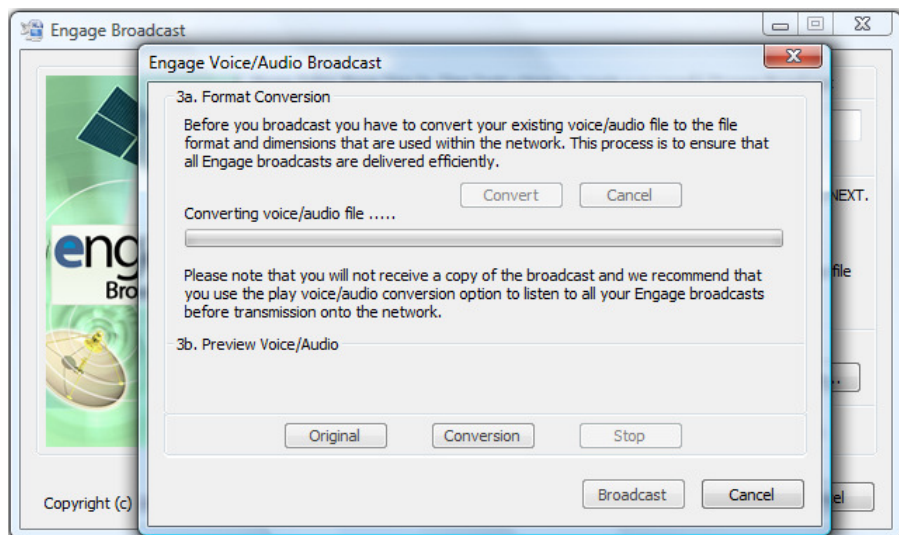 Engage Broadcast
Engage Voice/Audio Broadcast
3a. Format Conversion
Before you broadcast you have to convert your existing voice/audio file to the file
format and dimensions that are used within the network. This process is to ensure that
all Engage broadcasts are delivered efficiently.
Convert Cancel
NEXT.
Converting voice/audio file .....
file
Please note that you will not receive a copy of the broadcast and we recommend that
you use the play voice/audio conversion option to listen to all your Engage broadcasts
before transmission onto the network.
eng
Bro
3b. Preview Voice/Audio
Original Conversion Stop
Broadcast Cancel
Copyright (c)
el